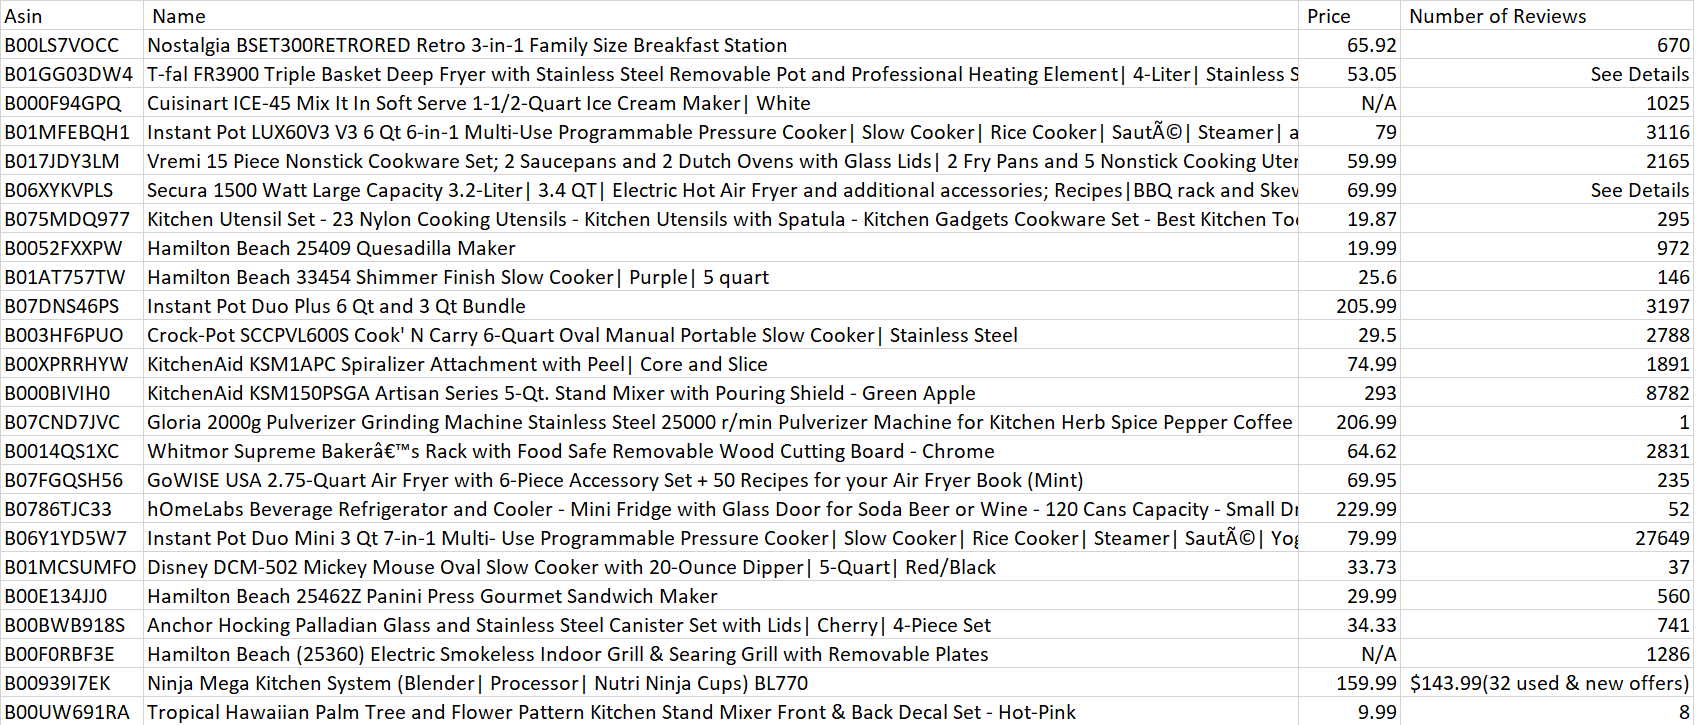 Asin Name Price Number of Reviews
B00LS7VOCC Nostalgia BSET300RETRORED Retro 3-in-1 Family Size Breakfast Station 65.92 670
B01GG03DW4 T-fal FR3900 Triple Basket Deep Fryer with Stainless Steel Removable Pot and Professional Heating Element| 4-Liter| Stainless S 53.05 See Details
B000F94GPQ Cuisinart ICE-45 Mix It In Soft Serve 1-1/2-Quart Ice Cream Maker| White N/A 1025
B01MFEBQH1 Instant Pot LUX60V3 V3 6 Qt 6-in-1 Multi-Use Programmable Pressure Cooker| Slow Cooker| Rice Cooker| SautÃ©| Steamer| a 79 3116
B017JDY3LM Vremi 15 Piece Nonstick Cookware Set; 2 Saucepans and 2 Dutch Ovens with Glass Lids| 2 Fry Pans and 5 Nonstick Cooking Uter 59.99 2165
B06XYKVPLS Secura 1500 Watt Large Capacity 3.2-Liter| 3.4 QT| Electric Hot Air Fryer and additional accessories; Recipes|BBQ rack and Skev 69.99 See Details
B075MDQ977 Kitchen Utensil Set - 23 Nylon Cooking Utensils - Kitchen Utensils with Spatula - Kitchen Gadgets Cookware Set - Best Kitchen Too 19.87 295
B0052FXXPW Hamilton Beach 25409 Quesadilla Maker 19.99 972
B01AT757TW Hamilton Beach 33454 Shimmer Finish Slow Cooker| Purple| 5 quart 25.6 146
B07DNS46PS Instant Pot Duo Plus 6 Qt and 3 Qt Bundle 205.99 3197
B003HF6PUO Crock-Pot SCCPVL600S Cook' N Carry 6-Quart Oval Manual Portable Slow Cooker| Stainless Steel 29.5 2788
B00XPRRHYW KitchenAid KSM1APC Spiralizer Attachment with Peel| Core and Slice 74.99 1891
B000BIVIH0 KitchenAid KSM150PSGA Artisan Series 5-Qt. Stand Mixer with Pouring Shield - Green Apple 293 8782
B07CND7JVC Gloria 2000g Pulverizer Grinding Machine Stainless Steel 25000 r/min Pulverizer Machine for Kitchen Herb Spice Pepper Coffee 206.99 1
B0014QS1XC Whitmor Supreme Bakerâ€™s Rack with Food Safe Removable Wood Cutting Board - Chrome 64.62 2831
B07FGQSH56 GoWISE USA 2.75-Quart Air Fryer with 6-Piece Accessory Set + 50 Recipes for your Air Fryer Book (Mint) 69.95 235
B0786TJC33 hOmeLabs Beverage Refrigerator and Cooler - Mini Fridge with Glass Door for Soda Beer or Wine - 120 Cans Capacity - Small Dr 229.99 52
B06Y1YD5W7 Instant Pot Duo Mini 3 Qt 7-in-1 Multi- Use Programmable Pressure Cooker| Slow Cooker| Rice Cooker| Steamer| SautÃ©| Yog 79.99 27649
B01MCSUMFO Disney DCM-502 Mickey Mouse Oval Slow Cooker with 20-Ounce Dipper| 5-Quart| Red/Black 33.73 37
B00E134JJ0 Hamilton Beach 25462Z Panini Press Gourmet Sandwich Maker 29.99 560
B00BWB918S Anchor Hocking Palladian Glass and Stainless Steel Canister Set with Lids| Cherry| 4-Piece Set 34.33 741
B00F0RBF3E Hamilton Beach (25360) Electric Smokeless Indoor Grill & Searing Grill with Removable Plates N/A 1286
B00939I7EK Ninja Mega Kitchen System (Blender| Processor| Nutri Ninja Cups) BL770 159.99 $143.99(32 used & new offers)
B00UW691RA Tropical Hawaiian Palm Tree and Flower Pattern Kitchen Stand Mixer Front & Back Decal Set - Hot-Pink 9.99 8